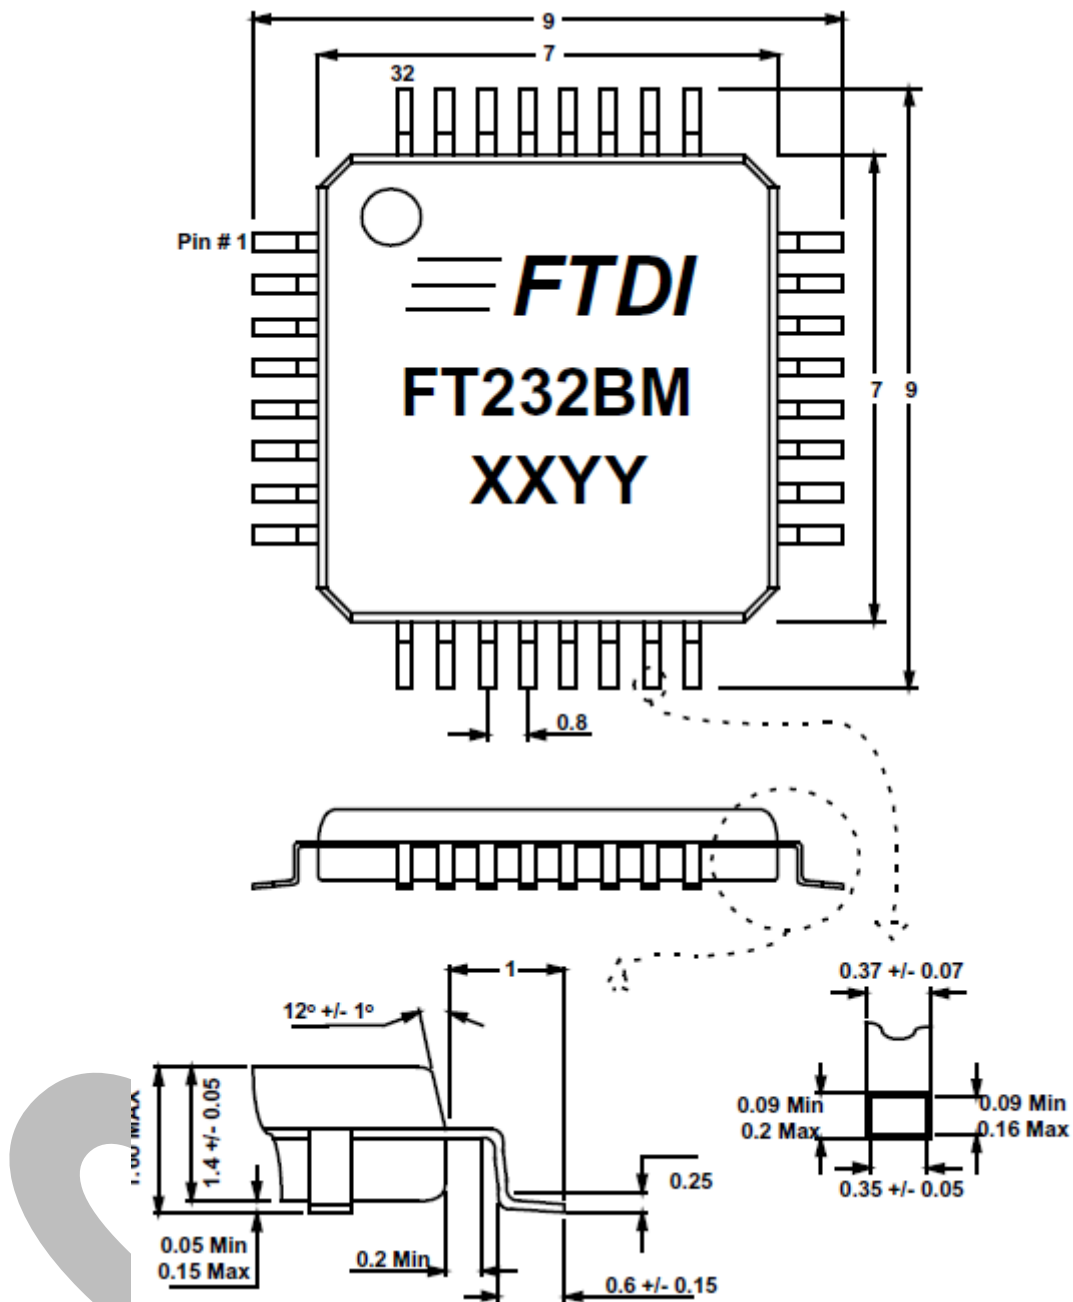 9
7
32
Pin # 1
FTDI
FT232BM
XXYY
7
9
0.8
1
0.37 +/- 0.07
12° +/- 1°
1.4 +/- 0.05
MAX
0.09 Min
0.2 Max
0.09 Min
0.16 Max
0.25
0.35 +/- 0.05
0.05 Min
0.15 Max
0.2 Min
0.6 +/- 0.15